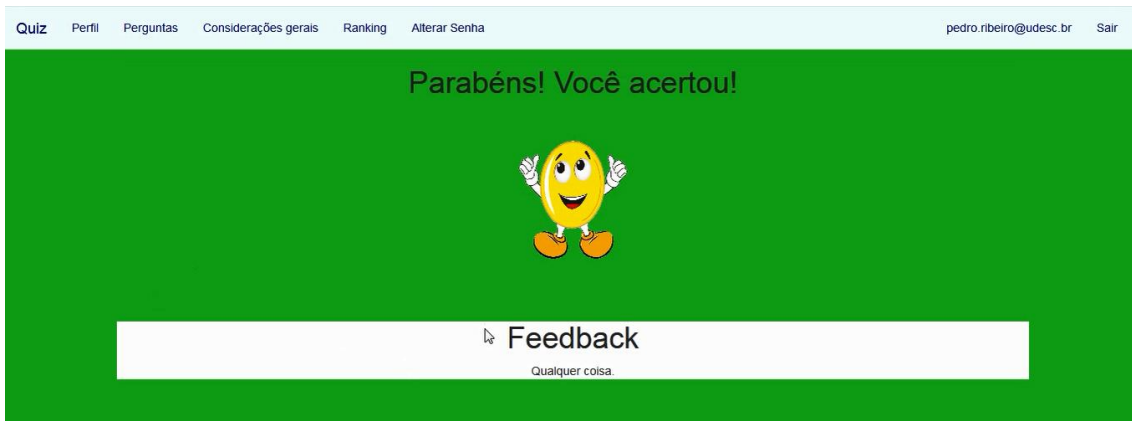 Quiz Perfil Perguntas Considerações gerais Ranking Alterar Senha pedro.ribeiro@udesc.br Sair
Parabéns! Você acertou!
Feedback
Qualquer coisa.